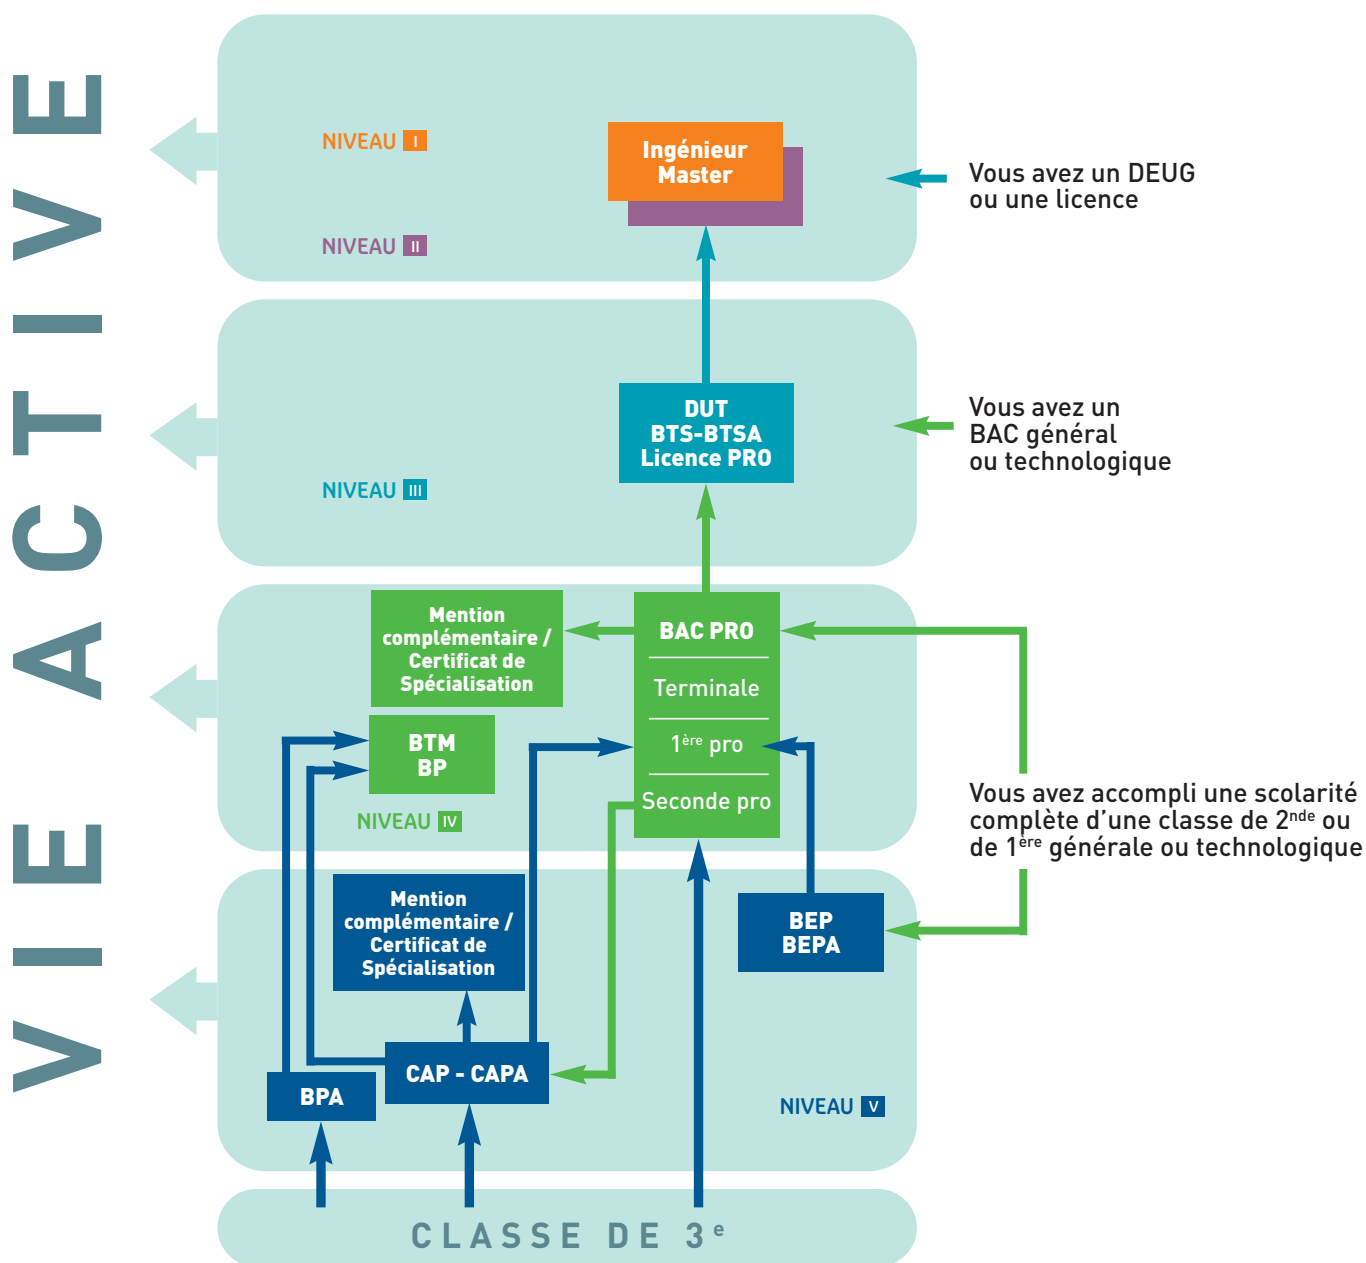 VIE ACTIVE
NIVEAU I
Ingénieur
Master
NIVEAU II
Vous avez un DEUG
ou une licence
DUT
BTS-BTSA
Licence PRO
NIVEAU III
Vous avez un
BAC général
ou technologique
Mention
complémentaire /
Certificat de
Spécialisation
BAC PRO
Terminale
1ère pro
Seconde pro
BTM
BP
NIVEAU IV
Vous avez accompli une scolarité
complète d’une classe de 2nde ou
de 1ère générale ou technologique
Mention
complémentaire /
Certificat de
Spécialisation
BEP
BEPA
CAP - CAPA
BPA
NIVEAU V
CLASSE DE 3e